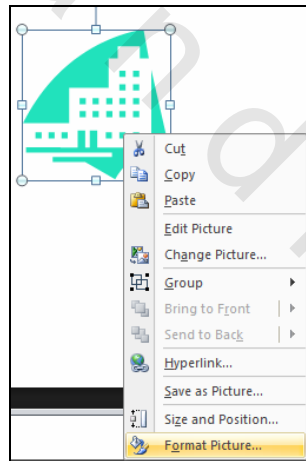 Cut
Copy
Paste
Edit Picture
Change Picture...
Group
Bring to Front
Send to Back
Hyperlink...
Save as Picture...
Size and Position...
Format Picture...